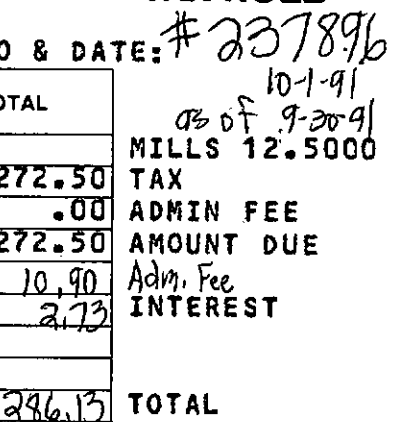 O & DATE: #237896
10-1-91
OTAL
as of 9-30-91
MILLS 12.5000
272.50 TAX
.00 ADMIN FEE
272.50 AMOUNT DUE
10.90 Adm. Fee
2.73 INTEREST
286.13 TOTAL